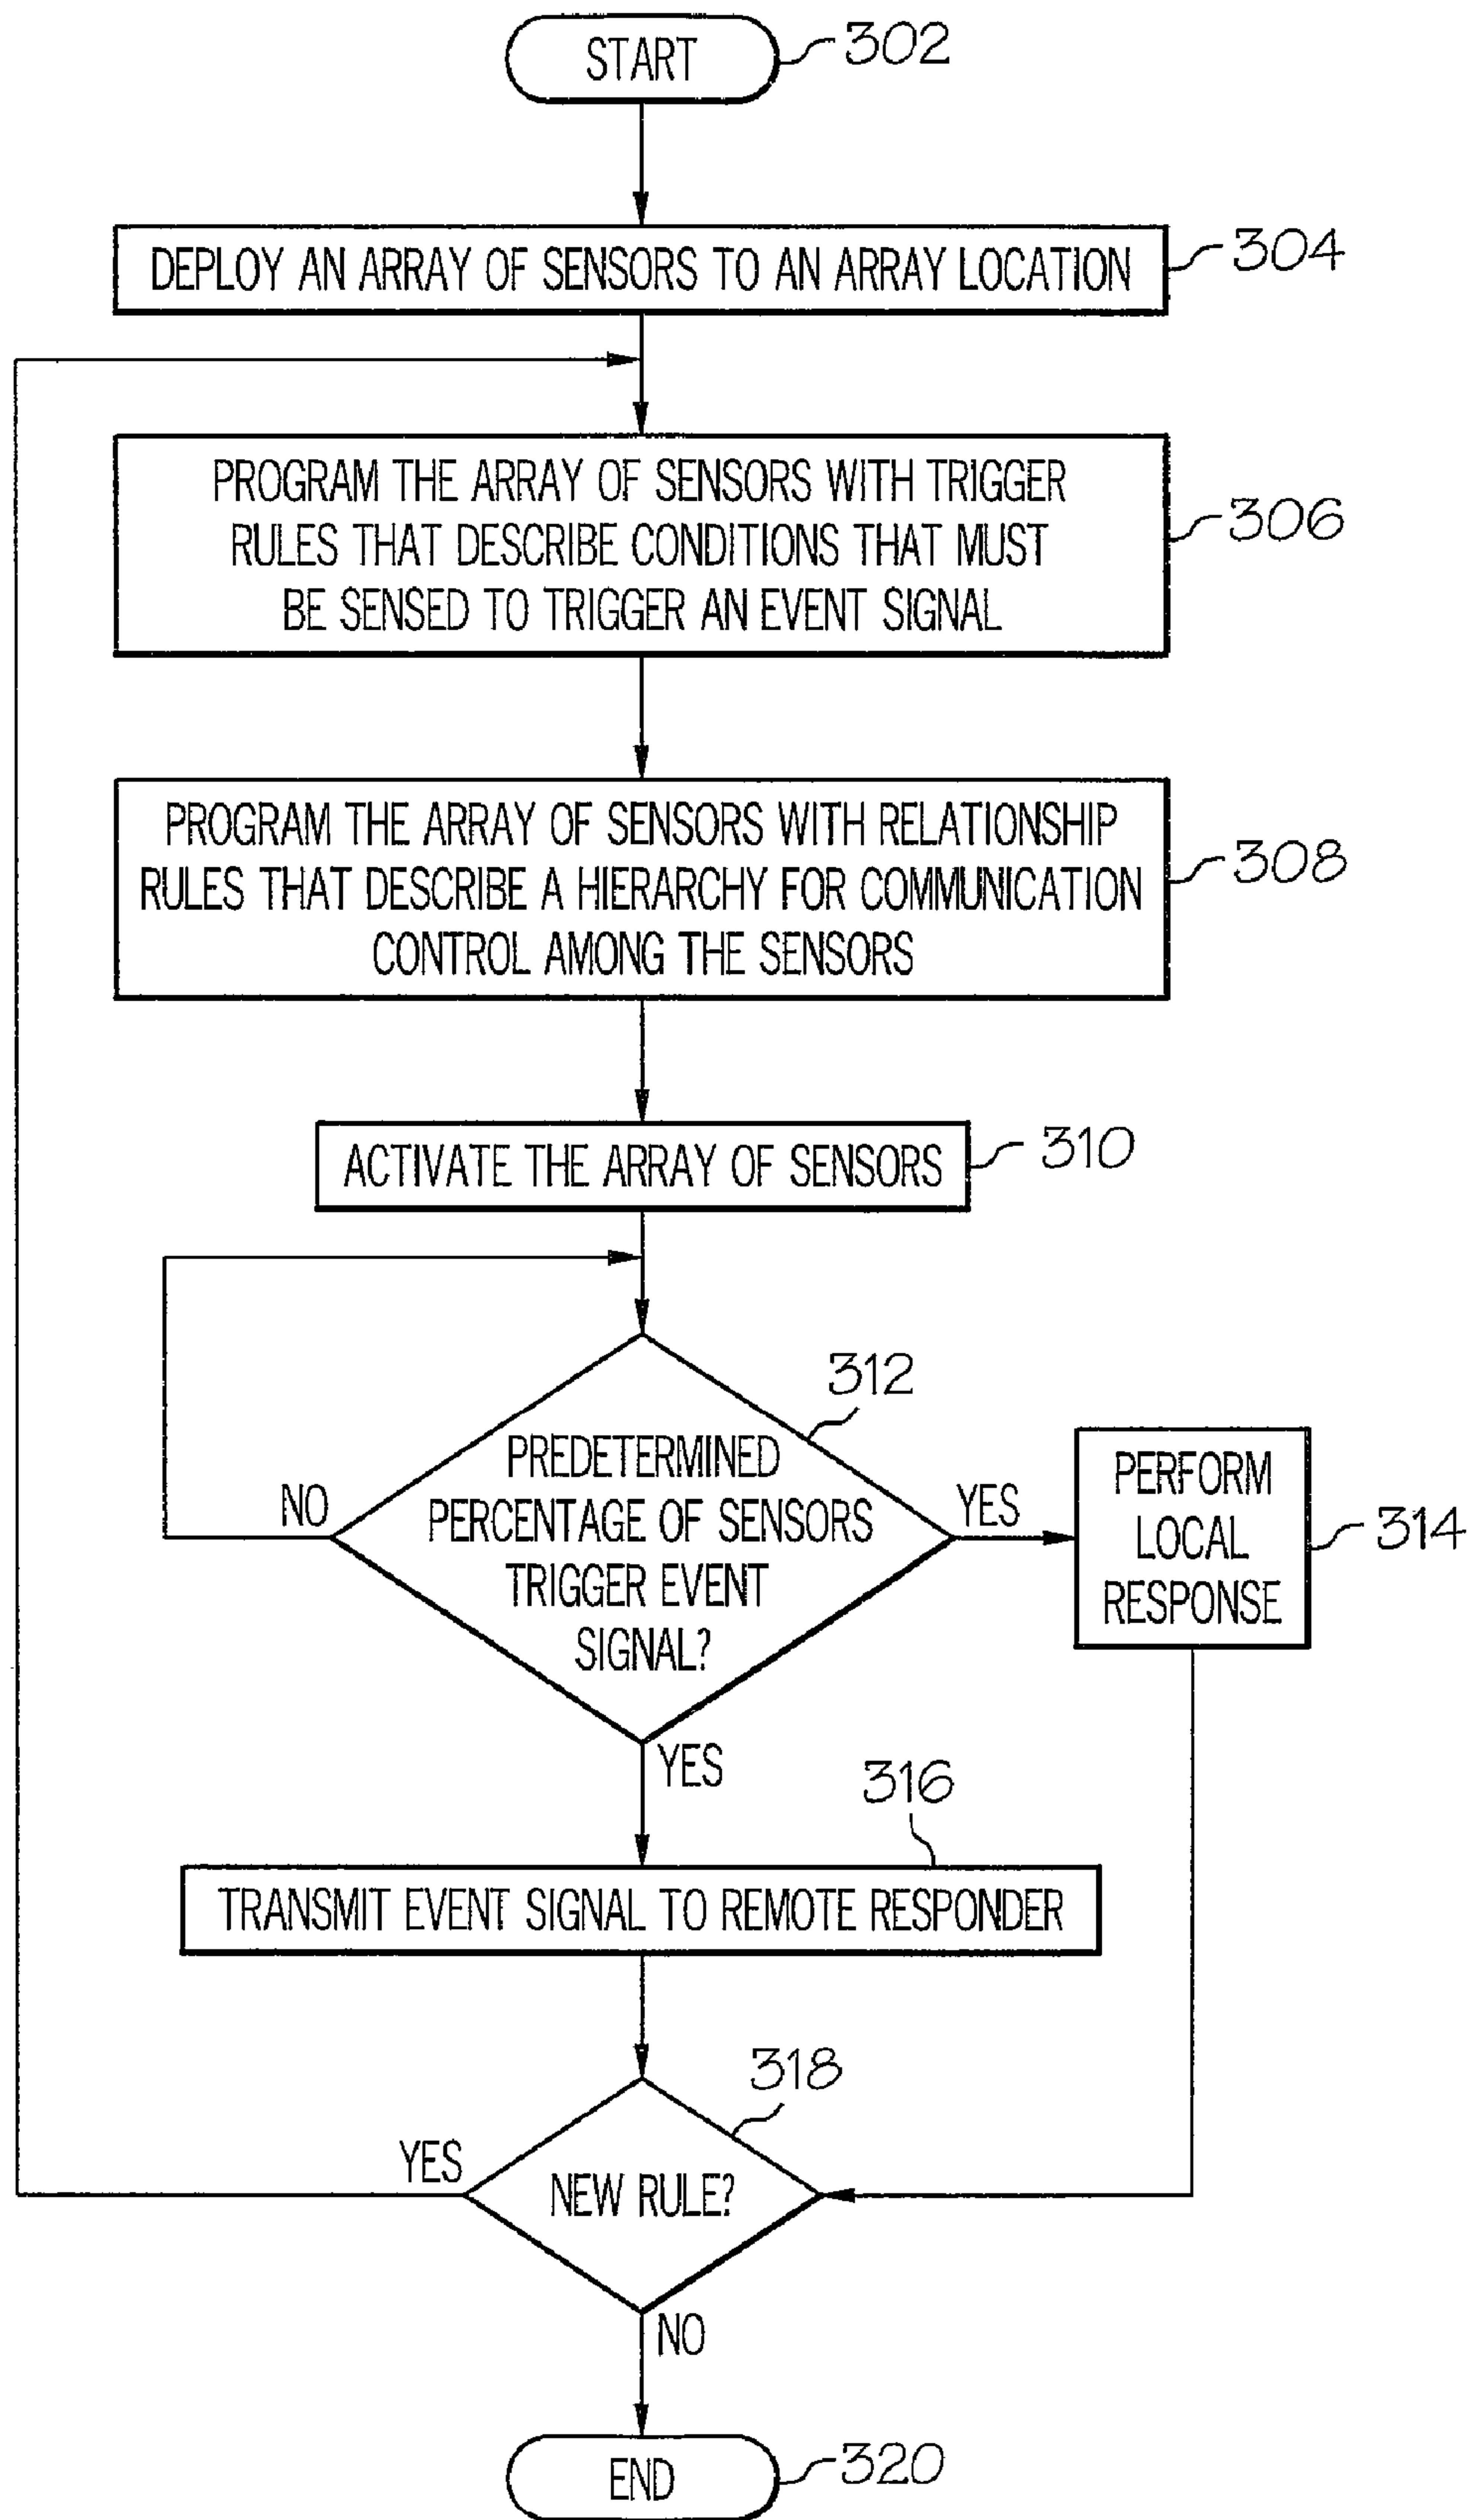 START
302
DEPLOY AN ARRAY OF SENSORS TO AN ARRAY LOCATION
304
PROGRAM THE ARRAY OF SENSORS WITH TRIGGER
RULES THAT DESCRIBE CONDITIONS THAT MUST
BE SENSED TO TRIGGER AN EVENT SIGNAL
306
PROGRAM THE ARRAY OF SENSORS WITH RELATIONSHIP
RULES THAT DESCRIBE A HIERARCHY FOR COMMUNICATION
CONTROL AMONG THE SENSORS
308
ACTIVATE THE ARRAY OF SENSORS
310
312
PREDETERMINED
PERCENTAGE OF SENSORS
TRIGGER EVENT
SIGNAL?
NO
YES
PERFORM
LOCAL
RESPONSE
314
YES
316
TRANSMIT EVENT SIGNAL TO REMOTE RESPONDER
318
YES
NEW RULE?
NO
END
320